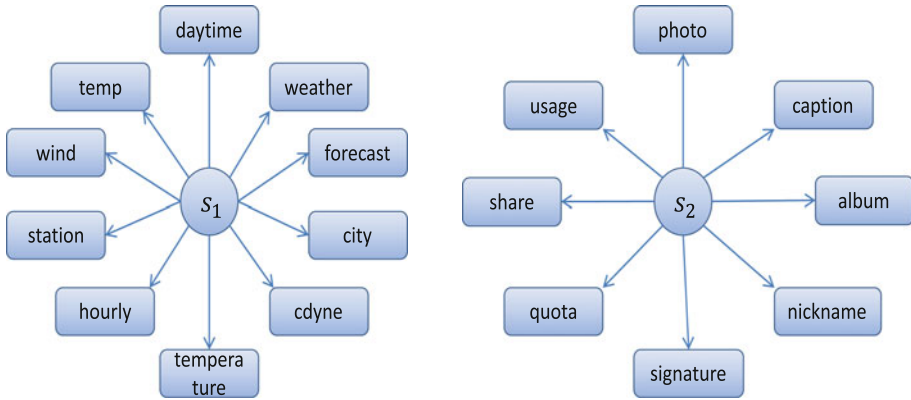 daytime
temp
weather
wind
forecast
S1
station
city
hourly
cdyne
tempera
ture
photo
usage
caption
share
S2
album
quota
nickname
signature